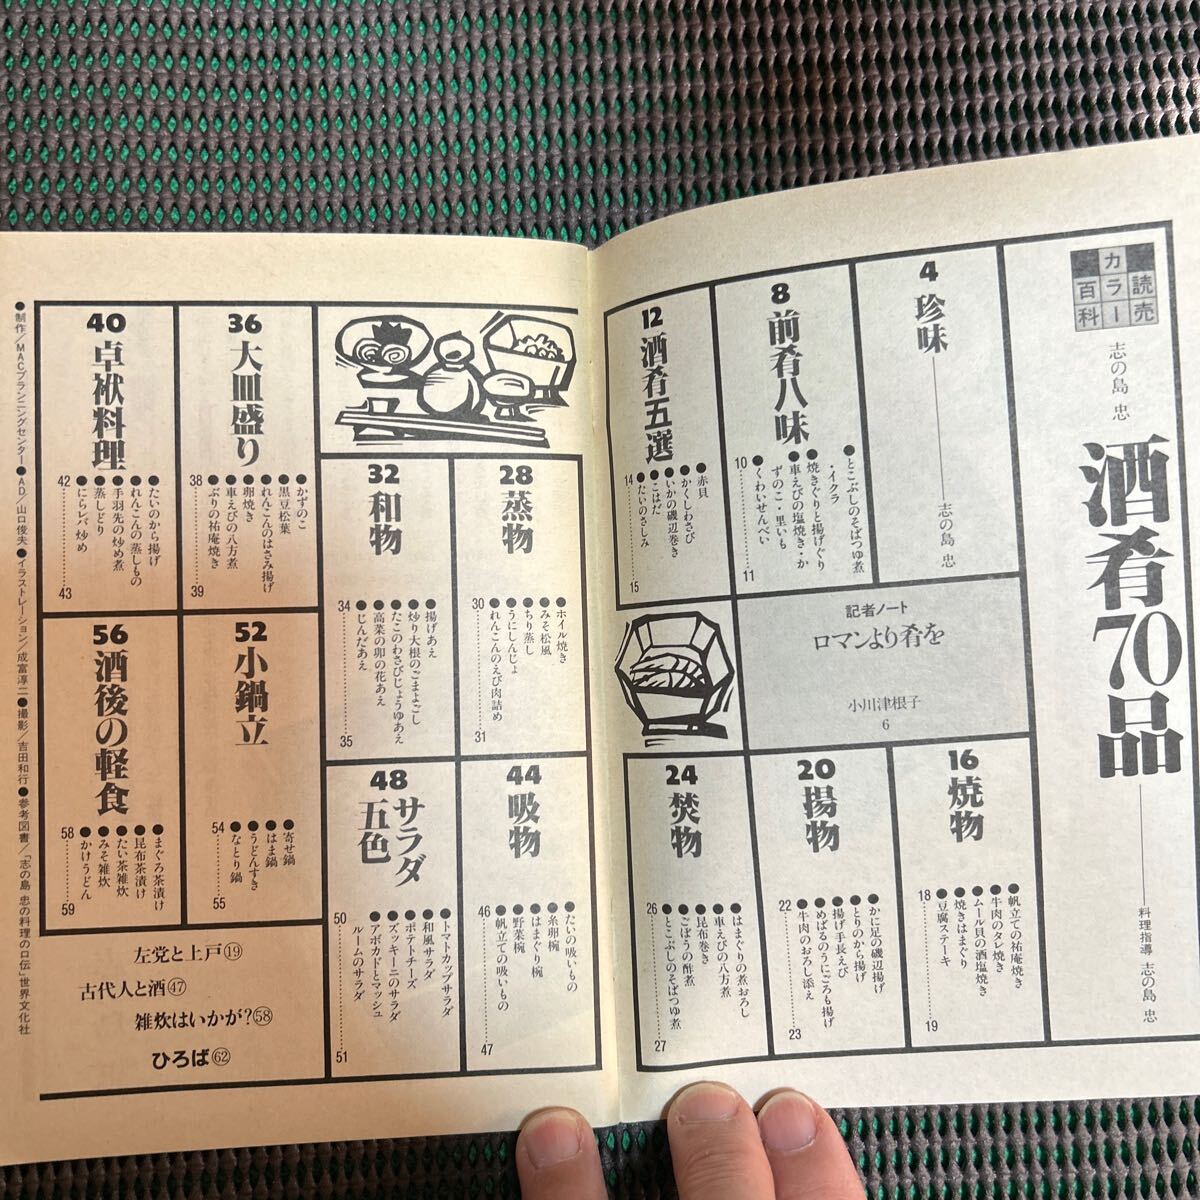 読売
カラー
百科
志の島 忠
酒肴70品
料理指導 志の島 忠
4 珍味
志の島 忠
8 前肴八味
●とこぶしのそばつゆ煮
・イクラ
●焼きぐりと揚げぐり
●車えびの塩焼き・か
ずのこ・里いも
●くわいせんべい
10
11
12 酒肴五選
●赤貝
●かくしわさび
●いかの磯辺巻き
●こはだ
●たいのさしみ
14
15
記者ノート
ロマンより肴を
小川津根子
6
16 焼物
●帆立ての祐庵焼き
●牛肉のタレ焼き
●ムール貝の酒塩焼き
●焼きはまぐり
●豆腐ステーキ
18
19
20 揚物
●かに足の磯辺揚げ
●とりのから揚げ
●揚げ手長えび
●めばるのうにごろも揚げ
●牛肉のおろし添え
22
23
24 焚物
●はまぐりの煮おろし
●車えびの八方煮
●昆布巻き
●ごぼうの酢煮
●とこぶしのそばつゆ煮
26
27
28 蒸物
●ホイル焼き
●みそ松風
●ちり蒸し
●うにしんじょ
●れんこんのえび肉詰め
30
31
32 和物
●揚げあえ
●炒り大根のごまよごし
●たこのわさびじょうゆあえ
●高菜の卯の花あえ
●じんだあえ
34
35
36 大皿盛り
●かずのこ
●黒豆松葉
●れんこんのはさみ揚げ
●卵焼き
●車えびの八方煮
●ぶりの祐庵焼き
38
39
40 卓袱料理
●たいのから揚げ
●れんこんの蒸しもの
●手羽先の炒め煮
●蒸しどり
●にらレバ炒め
42
43
44 吸物
●たいの吸いもの
●糸卵椀
●はまぐり椀
●野菜椀
●帆立ての吸いもの
46
47
48 サラダ五色
●トマトカップサラダ
●和風サラダ
●ポテトチーズ
●ズッキーニのサラダ
●アボカドとマッシュ
ルームのサラダ
50
51
52 小鍋立
●寄せ鍋
●はま鍋
●うどんすき
●なとり鍋
54
55
56 酒後の軽食
●まぐろ茶漬け
●昆布茶漬け
●たい茶雑炊
●みそ雑炊
●かけうどん
58
59
左党と上戸⑲
古代人と酒㊼
雑炊はいかが?58
ひろば62
●制作/MACプランニングセンター●AD/山口俊夫●イラストレーション/成富淳二●撮影/吉田和行●参考図書/「志の島 忠の料理の口伝」世界文化社